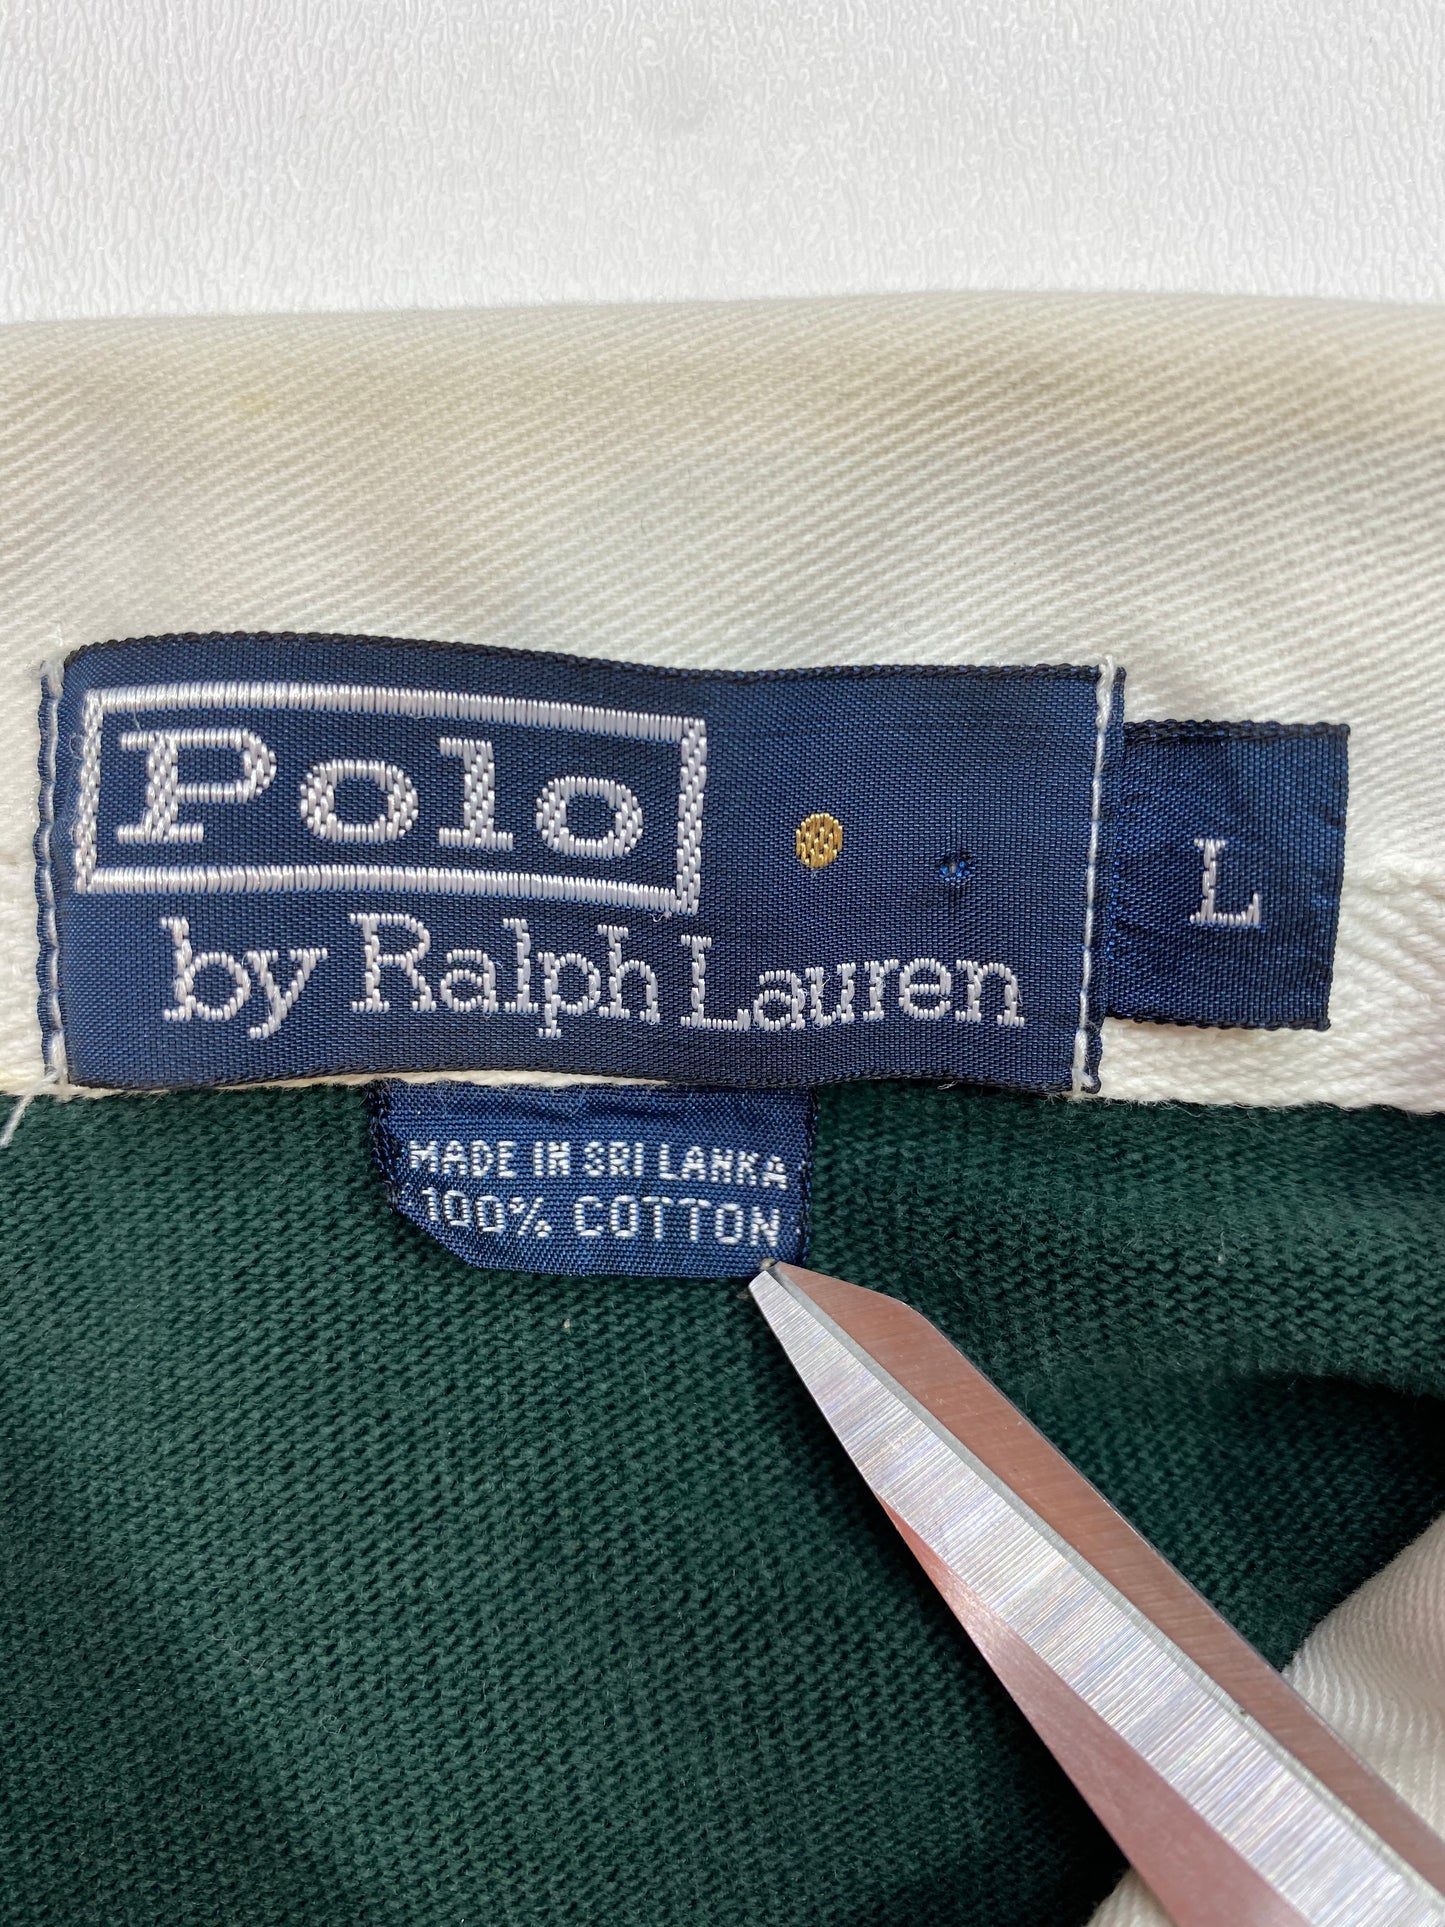 Polo
by Ralph Lauren
L
MADE IN SRI LANKA
100% COTTON